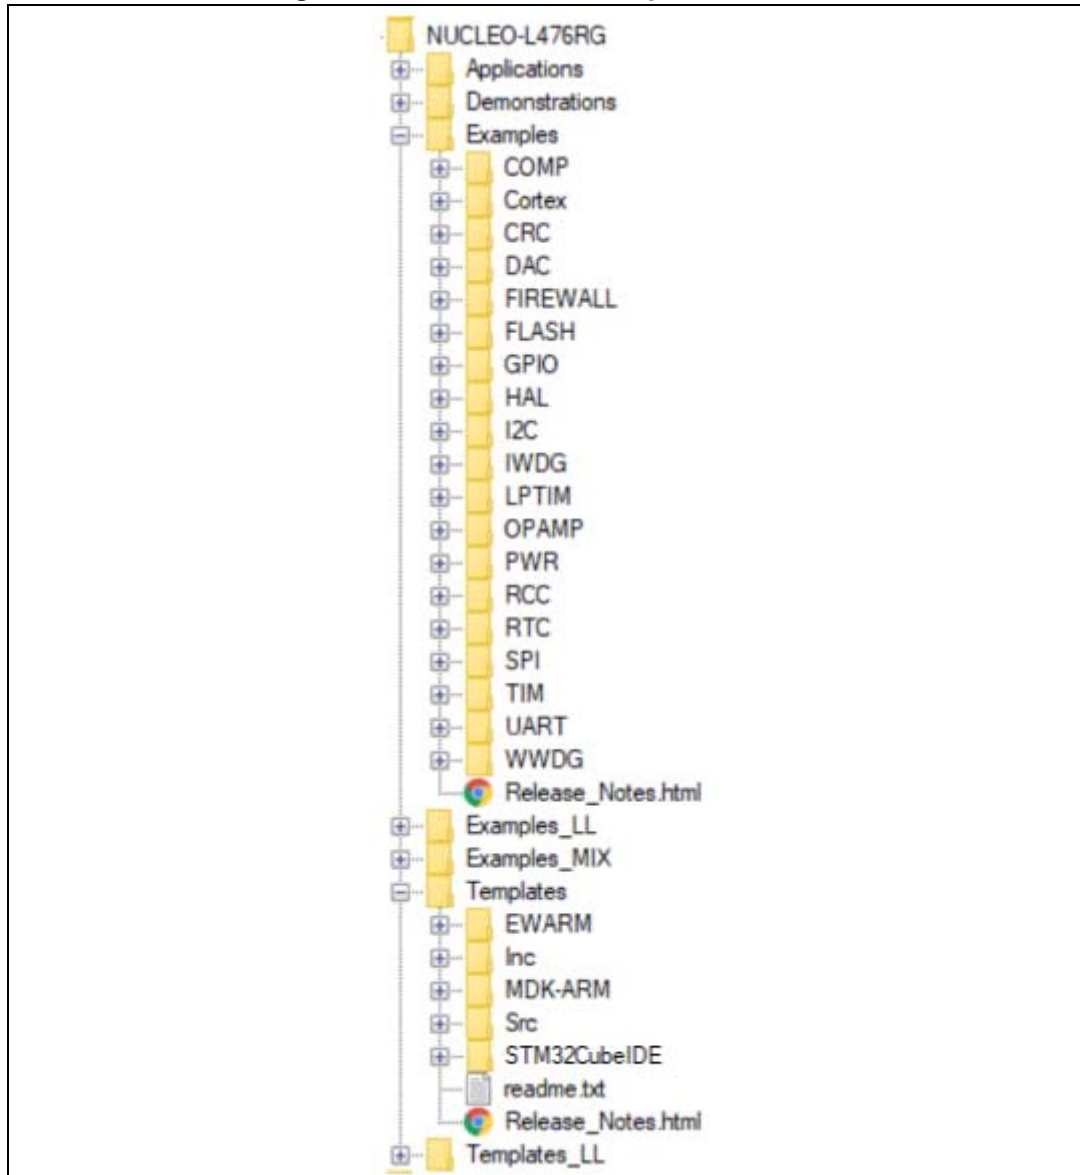 NUCLEO-L476RG
Applications
Demonstrations
Examples
COMP
Cortex
CRC
DAC
FIREWALL
FLASH
GPIO
HAL
I2C
IWDG
LPTIM
OPAMP
PWR
RCC
RTC
SPI
TIM
UART
WWDG
Release_Notes.html
Examples_LL
Examples_MIX
Templates
EWARM
Inc
MDK-ARM
Src
STM32CubeIDE
readme.txt
Release_Notes.html
Templates_LL